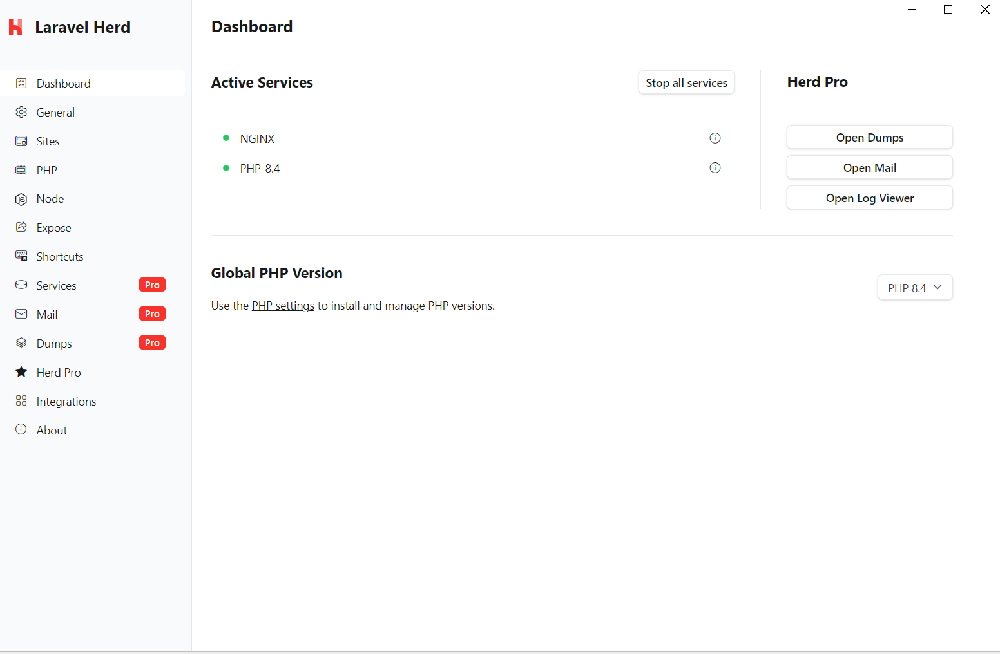 Laravel Herd
Dashboard
General
Sites
PHP
Node
Expose
Shortcuts
Services Pro
Mail Pro
Dumps Pro
Herd Pro
Integrations
About
Dashboard
Active Services
Stop all services
NGINX
PHP-8.4
Herd Pro
Open Dumps
Open Mail
Open Log Viewer
Global PHP Version
Use the PHP settings to install and manage PHP versions.
PHP 8.4